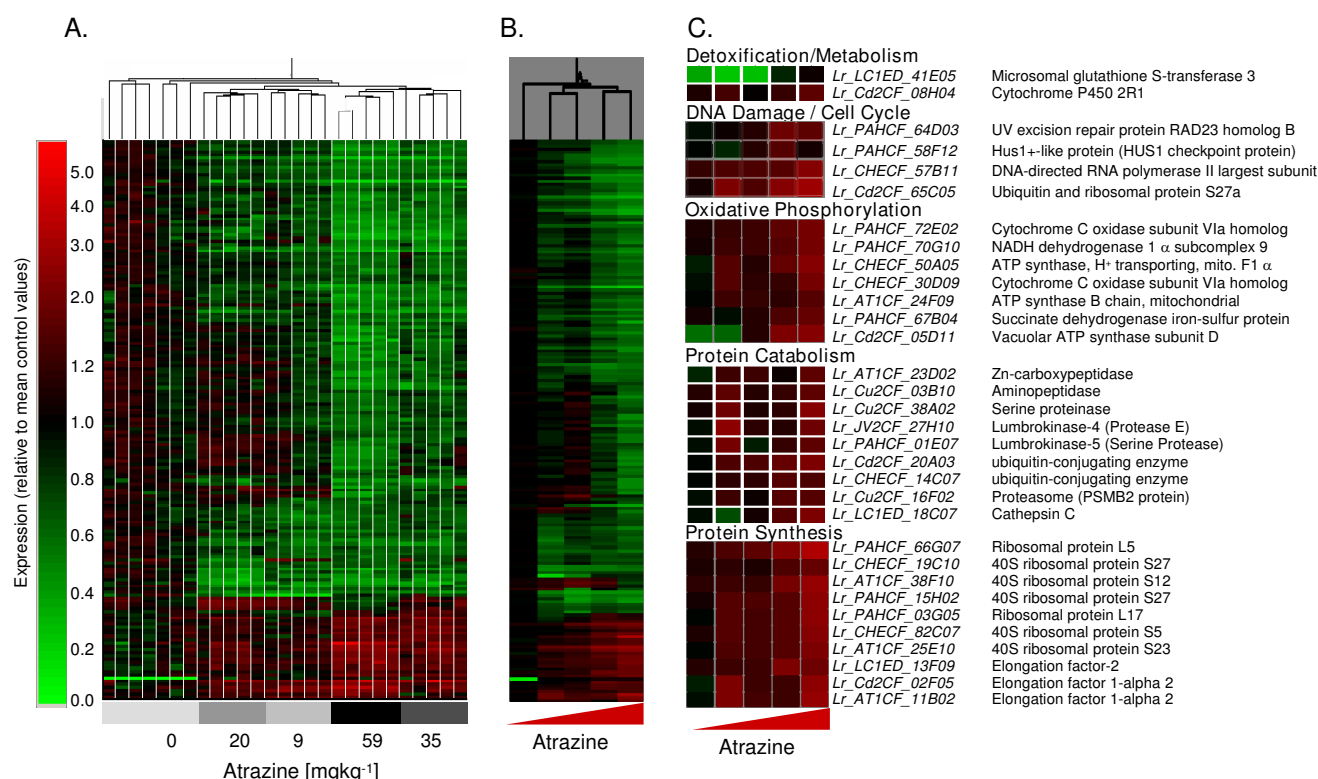 A.
B.
C.
Expression (relative to mean control values)
5.0
4.0
3.0
2.0
1.2
1.0
0.8
0.6
0.4
0.2
0.0
0 20 9 59 35
Atrazine [mgkg-1]
Atrazine
Detoxification/Metabolism
Lr_LC1ED_41E05 Microsomal glutathione S-transferase 3
Lr_Cd2CF_08H04 Cytochrome P450 2R1
DNA Damage / Cell Cycle
Lr_PAHCF_64D03 UV excision repair protein RAD23 homolog B
Lr_PAHCF_58F12 Hus1+-like protein (HUS1 checkpoint protein)
Lr_CHECF_57B11 DNA-directed RNA polymerase II largest subunit
Lr_Cd2CF_65C05 Ubiquitin and ribosomal protein S27a
Oxidative Phosphorylation
Lr_PAHCF_72E02 Cytochrome C oxidase subunit VIa homolog
Lr_PAHCF_70G10 NADH dehydrogenase 1 α subcomplex 9
Lr_CHECF_50A05 ATP synthase, H+ transporting, mito. F1 α
Lr_CHECF_30D09 Cytochrome C oxidase subunit VIa homolog
Lr_AT1CF_24F09 ATP synthase B chain, mitochondrial
Lr_PAHCF_67B04 Succinate dehydrogenase iron-sulfur protein
Lr_Cd2CF_05D11 Vacuolar ATP synthase subunit D
Protein Catabolism
Lr_AT1CF_23D02 Zn-carboxypeptidase
Lr_Cu2CF_03B10 Aminopeptidase
Lr_Cu2CF_38A02 Serine proteinase
Lr_JV2CF_27H10 Lumbrokinase-4 (Protease E)
Lr_PAHCF_01E07 Lumbrokinase-5 (Serine Protease)
Lr_Cd2CF_20A03 ubiquitin-conjugating enzyme
Lr_CHECF_14C07 ubiquitin-conjugating enzyme
Lr_Cu2CF_16F02 Proteasome (PSMB2 protein)
Lr_LC1ED_18C07 Cathepsin C
Protein Synthesis
Lr_PAHCF_66G07 Ribosomal protein L5
Lr_CHECF_19C10 40S ribosomal protein S27
Lr_AT1CF_38F10 40S ribosomal protein S12
Lr_PAHCF_15H02 40S ribosomal protein S27
Lr_PAHCF_03G05 Ribosomal protein L17
Lr_CHECF_82C07 40S ribosomal protein S5
Lr_AT1CF_25E10 40S ribosomal protein S23
Lr_LC1ED_13F09 Elongation factor-2
Lr_Cd2CF_02F05 Elongation factor 1-alpha 2
Lr_AT1CF_11B02 Elongation factor 1-alpha 2
Atrazine